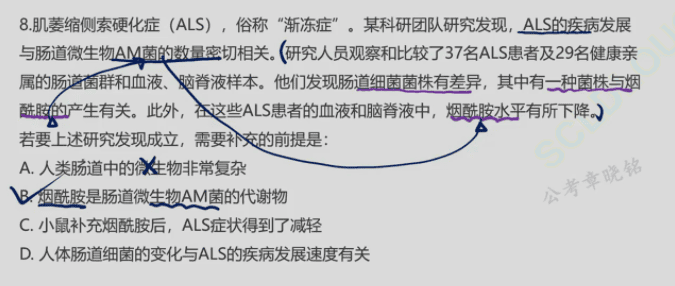 8.肌萎缩侧索硬化症（ALS），俗称“渐冻症”。某科研团队研究发现，ALS的疾病发展
与肠道微生物AM菌的数量密切相关。（研究人员观察和比较了37名ALS患者及29名健康亲
属的肠道菌群和血液、脑脊液样本。他们发现肠道细菌菌株有差异，其中有一种菌株与烟
酰胺的产生有关。此外，在这些ALS患者的血液和脑脊液中，烟酰胺水平有所下降。）
若要上述研究发现成立，需要补充的前提是：
A. 人类肠道中的微生物非常复杂
B. 烟酰胺是肠道微生物AM菌的代谢物
C. 小鼠补充烟酰胺后，ALS症状得到了减轻
D. 人体肠道细菌的变化与ALS的疾病发展速度有关
公考章晓铭